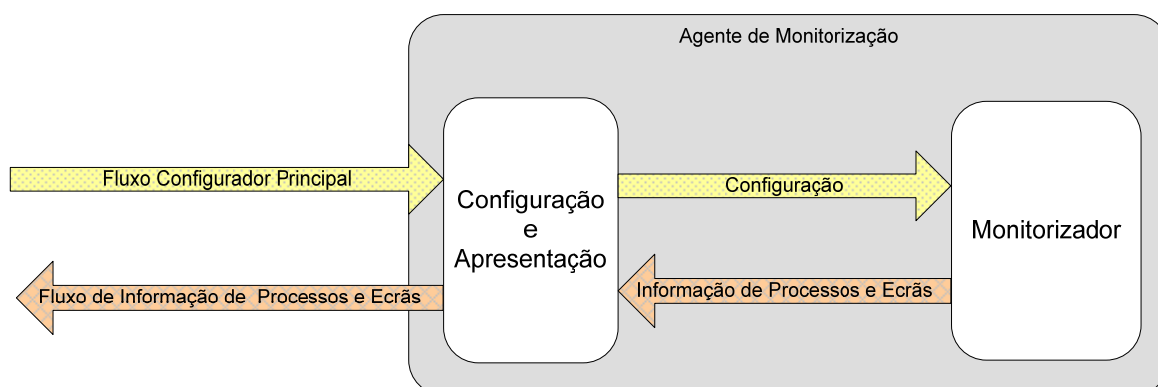 Agente de Monitorização
Fluxo Configurador Principal
Configuração
e
Apresentação
Configuração
Monitorizador
Fluxo de Informação de Processos e Ecrãs
Informação de Processos e Ecrãs